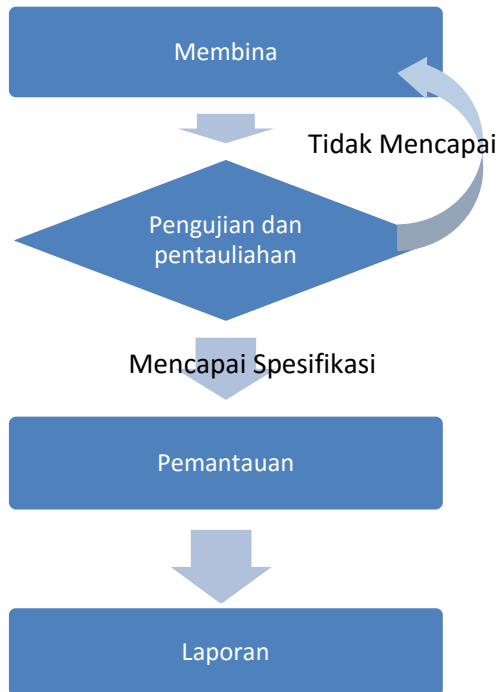 Membina
Tidak Mencapai
Pengujian dan
pentauliahan
Mencapai Spesifikasi
Pemantauan
Laporan